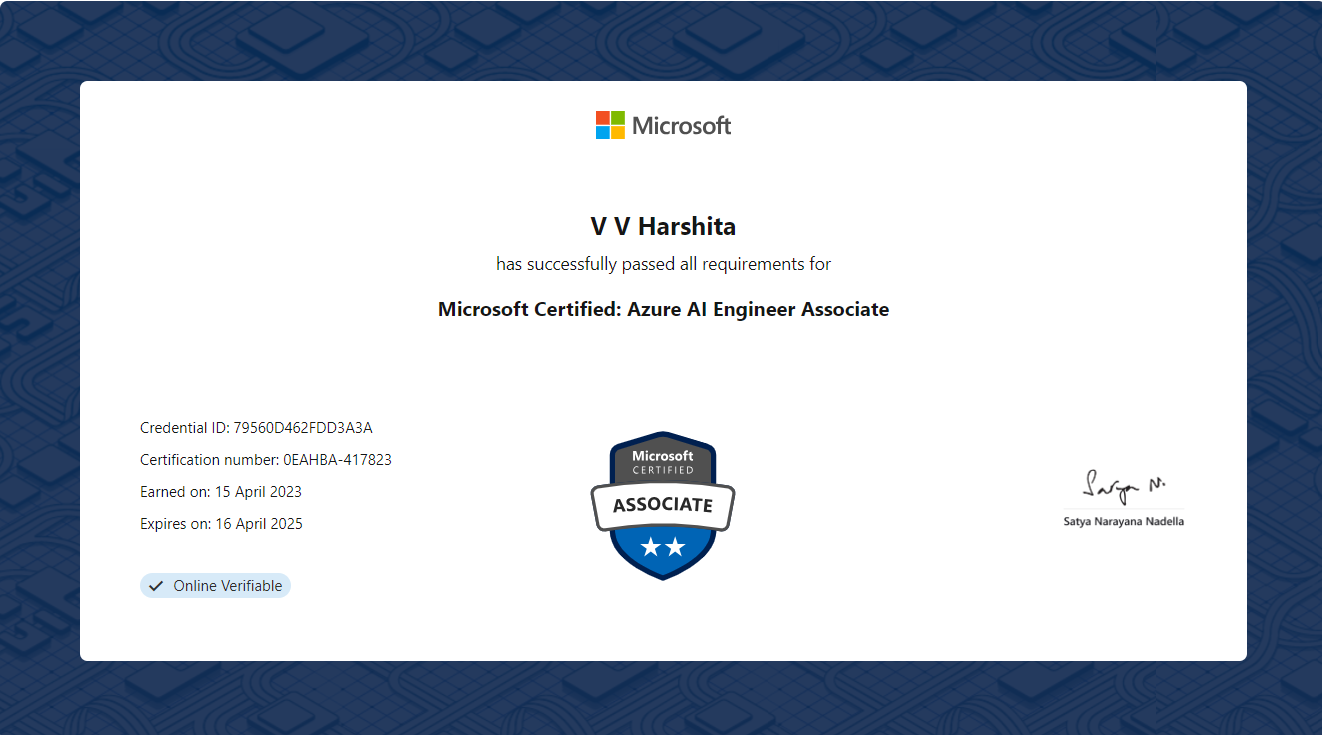 Microsoft
V V Harshita
has successfully passed all requirements for
Microsoft Certified: Azure AI Engineer Associate
Credential ID: 79560D462FDD3A3A
Certification number: 0EAHBA-417823
Earned on: 15 April 2023
Expires on: 16 April 2025
Online Verifiable
Microsoft
CERTIFIED
ASSOCIATE
Satya N.
Satya Narayana Nadella